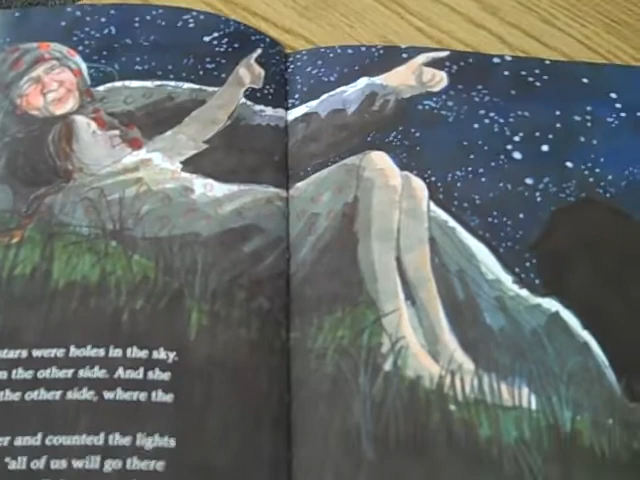 stars were holes in the sky.
the other side. And she
the other side, where the
and counted the lights
"all of us will go there